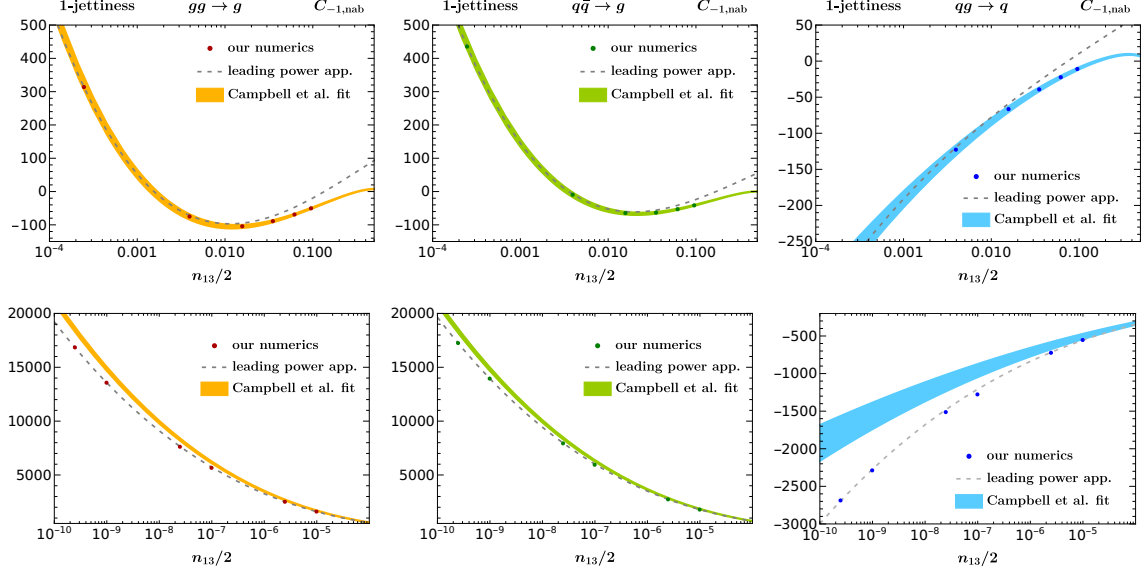 1-jettiness gg → g C₋₁,nab
500
400
300
200
100
0
−100
our numerics
leading power app.
Campbell et al. fit
10⁻⁴ 0.001 0.010 0.100
n₁₃/2
1-jettiness qq̅ → g C₋₁,nab
500
400
300
200
100
0
−100
our numerics
leading power app.
Campbell et al. fit
10⁻⁴ 0.001 0.010 0.100
n₁₃/2
1-jettiness qg → q C₋₁,nab
50
0
−50
−100
−150
−200
−250
our numerics
leading power app.
Campbell et al. fit
10⁻⁴ 0.001 0.010 0.100
n₁₃/2
20000
15000
10000
5000
our numerics
leading power app.
Campbell et al. fit
10⁻¹⁰ 10⁻⁹ 10⁻⁸ 10⁻⁷ 10⁻⁶ 10⁻⁵
n₁₃/2
20000
15000
10000
5000
our numerics
leading power app.
Campbell et al. fit
10⁻¹⁰ 10⁻⁹ 10⁻⁸ 10⁻⁷ 10⁻⁶ 10⁻⁵
n₁₃/2
−500
−1000
−1500
−2000
−2500
−3000
our numerics
leading power app.
Campbell et al. fit
10⁻¹⁰ 10⁻⁹ 10⁻⁸ 10⁻⁷ 10⁻⁶ 10⁻⁵
n₁₃/2